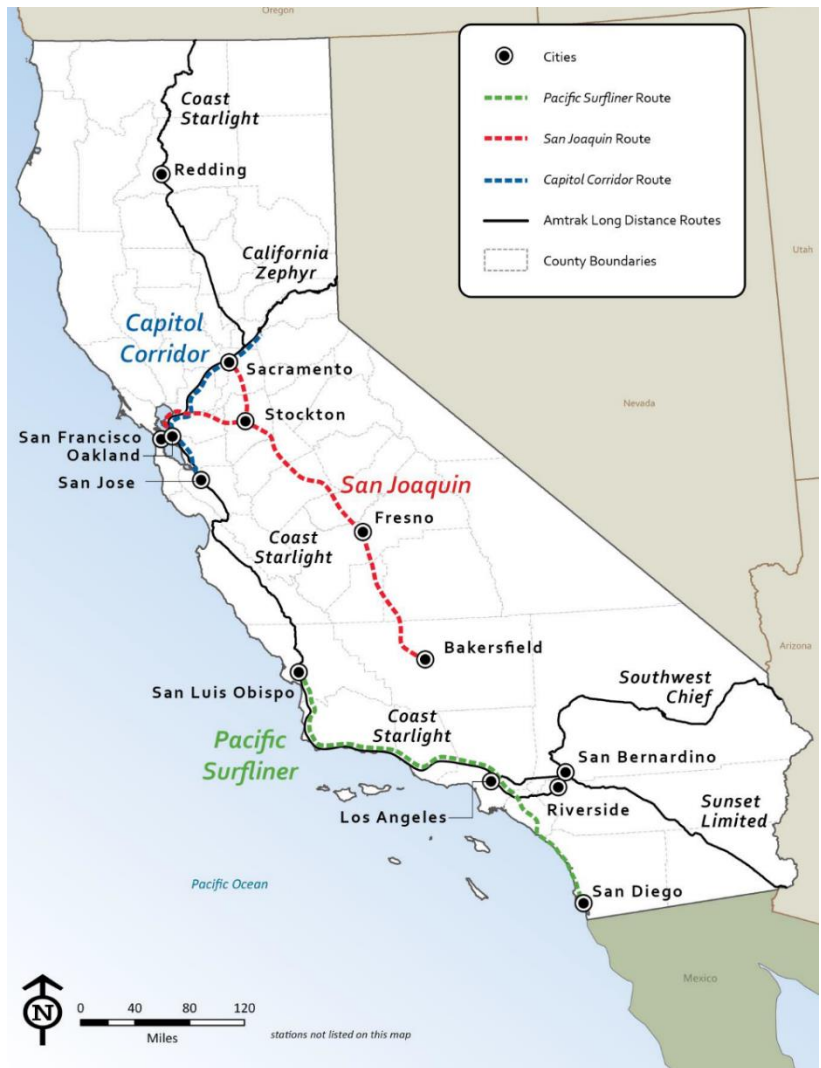 Oregon
Cities
Pacific Surfliner Route
San Joaquin Route
Capitol Corridor Route
Amtrak Long Distance Routes
County Boundaries
Coast
Starlight
Redding
California
Zephyr
Utah
Capitol
Corridor
Sacramento
Stockton
Nevada
San Francisco
Oakland
San Jose
San Joaquin
Fresno
Coast
Starlight
Bakersfield
Arizona
San Luis Obispo
Southwest
Chief
Coast
Starlight
Pacific
Surfliner
San Bernardino
Riverside
Los Angeles
Sunset
Limited
Pacific Ocean
San Diego
Mexico
N
0 40 80 120
Miles
stations not listed on this map